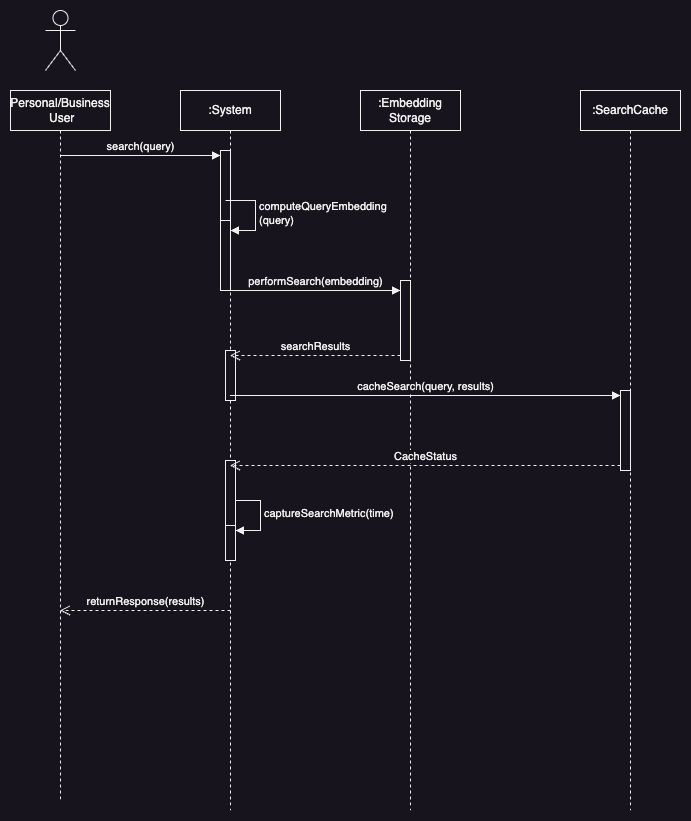 Personal/Business
User
:System
:Embedding
Storage
:SearchCache
search(query)
computeQueryEmbedding
(query)
performSearch(embedding)
searchResults
cacheSearch(query, results)
CacheStatus
captureSearchMetric(time)
returnResponse(results)